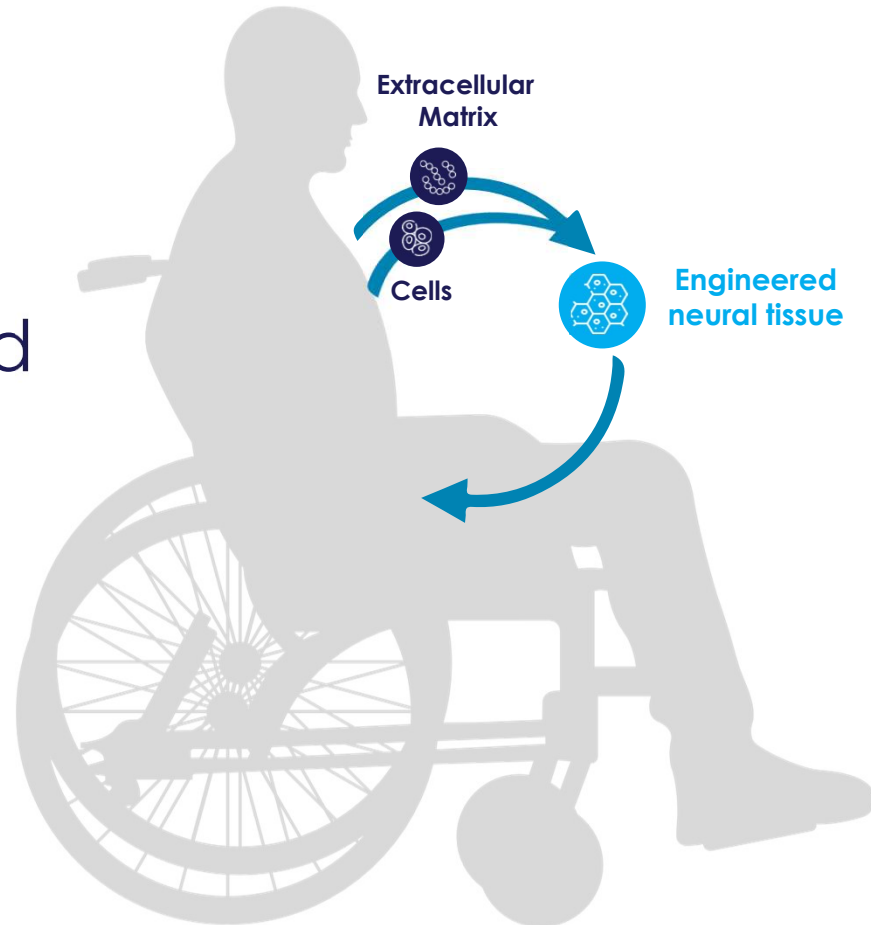 Extracellular
Matrix
Cells
Engineered
neural tissue